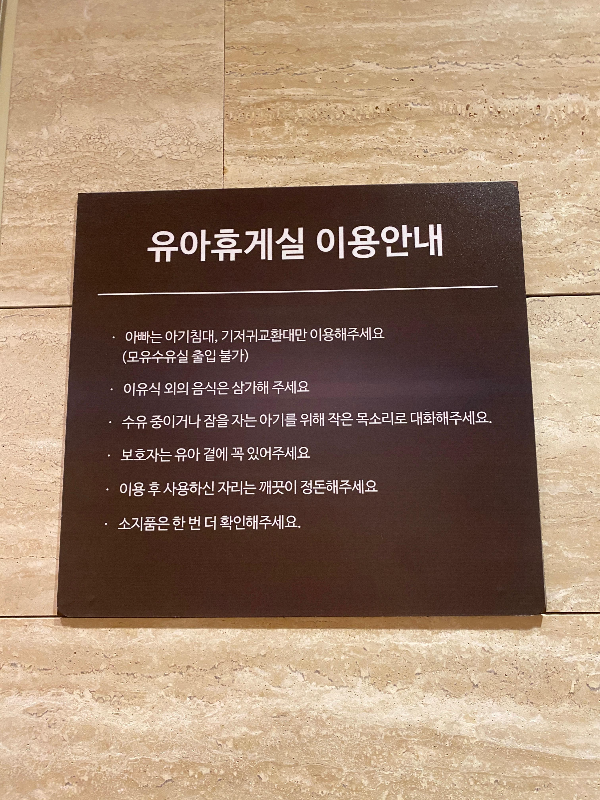 유아휴게실 이용안내
· 아빠는 아기침대, 기저귀교환대만 이용해주세요
(모유수유실 출입 불가)
· 이유식 외의 음식은 삼가해 주세요
· 수유 중이거나 잠을 자는 아기를 위해 작은 목소리로 대화해주세요.
· 보호자는 유아 곁에 꼭 있어주세요
· 이용 후 사용하신 자리는 깨끗이 정돈해주세요
· 소지품은 한 번 더 확인해주세요.